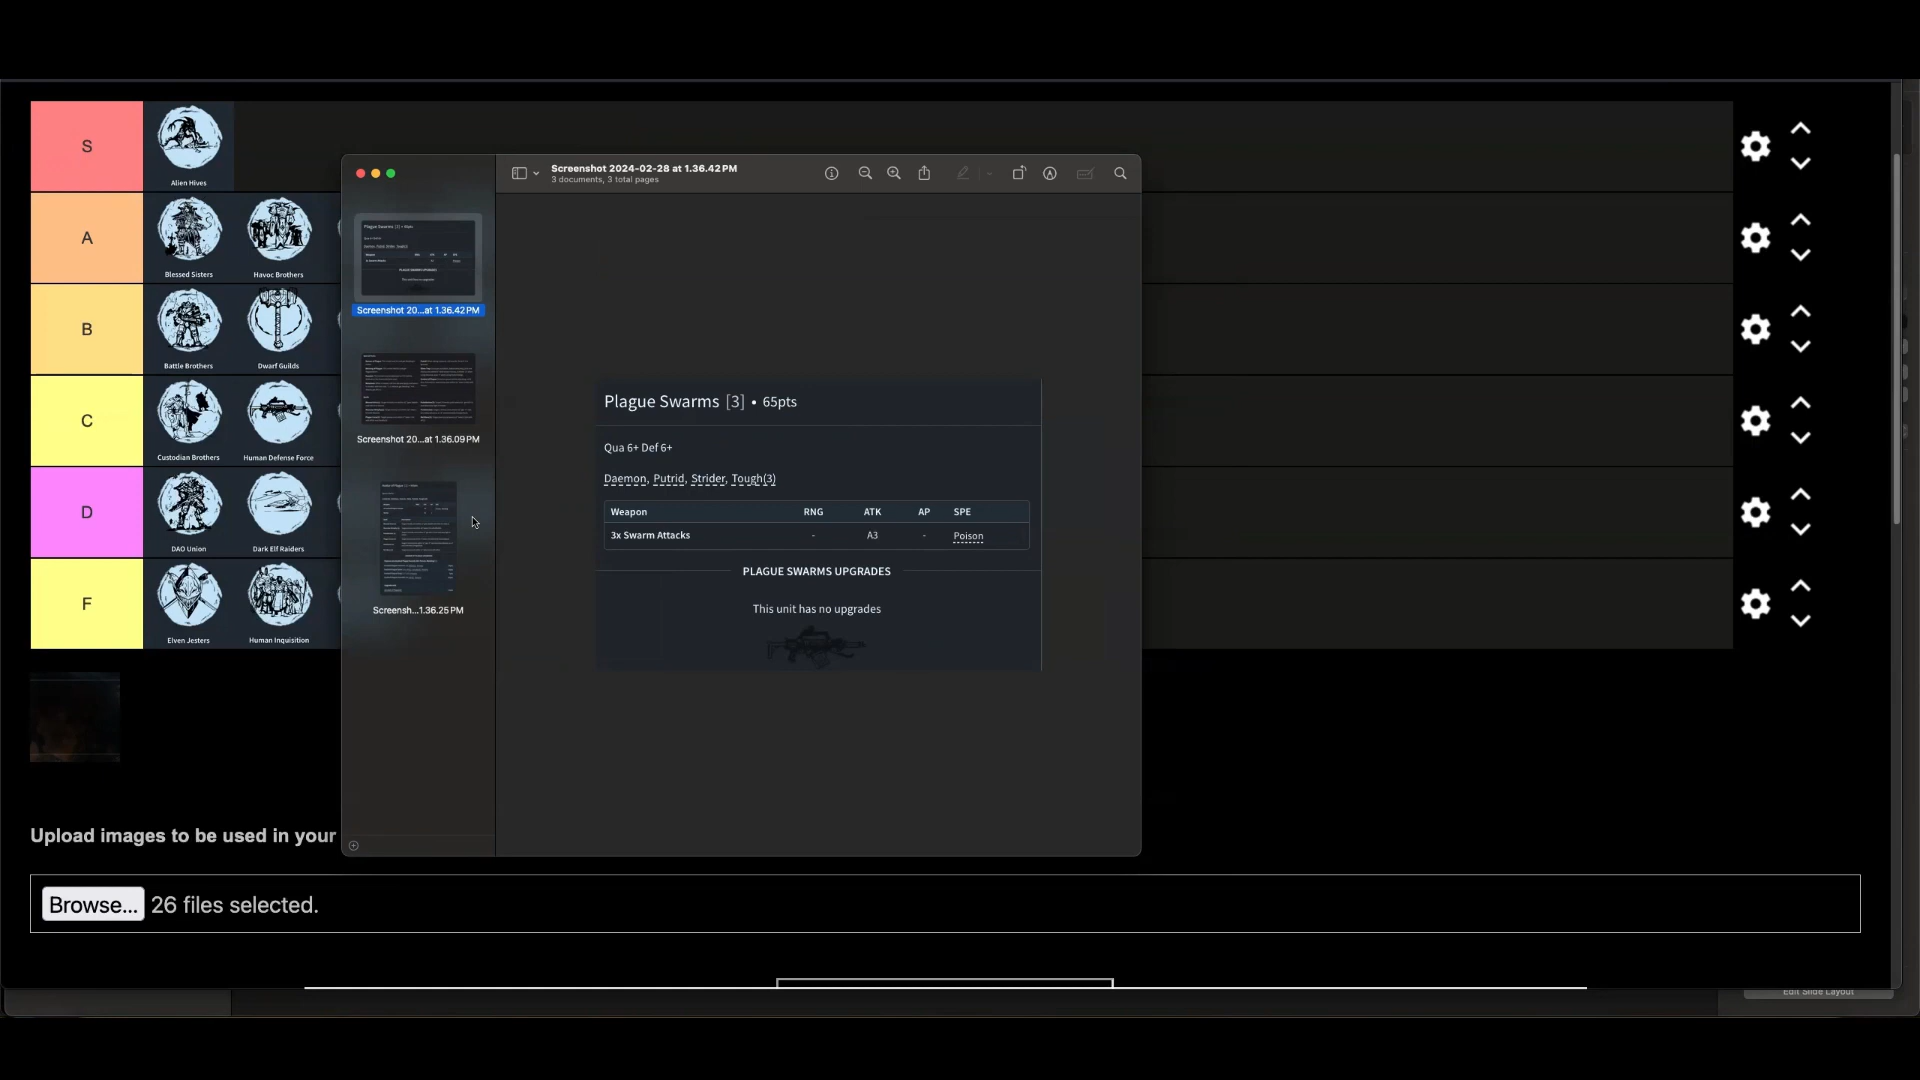 S
Alien Hives
A
Blessed Sisters
Havoc Brothers
B
Battle Brothers
Dwarf Guilds
C
Custodian Brothers
Human Defense Force
D
DAO Union
Dark Elf Raiders
F
Elven Jesters
Human Inquisition
Screenshot 2024-02-28 at 1.36.42 PM
3 documents, 3 total pages
Screenshot 20...at 1.36.42 PM
Screenshot 20...at 1.36.09 PM
Screensh...1.36.25 PM
Plague Swarms [3] • 65pts
Qua 6+ Def 6+
Daemon, Putrid, Strider, Tough(3)
Weapon RNG ATK AP SPE
3x Swarm Attacks - A3 - Poison
PLAGUE SWARMS UPGRADES
This unit has no upgrades
Upload images to be used in your
Browse... 26 files selected.
Edit Slide Layout